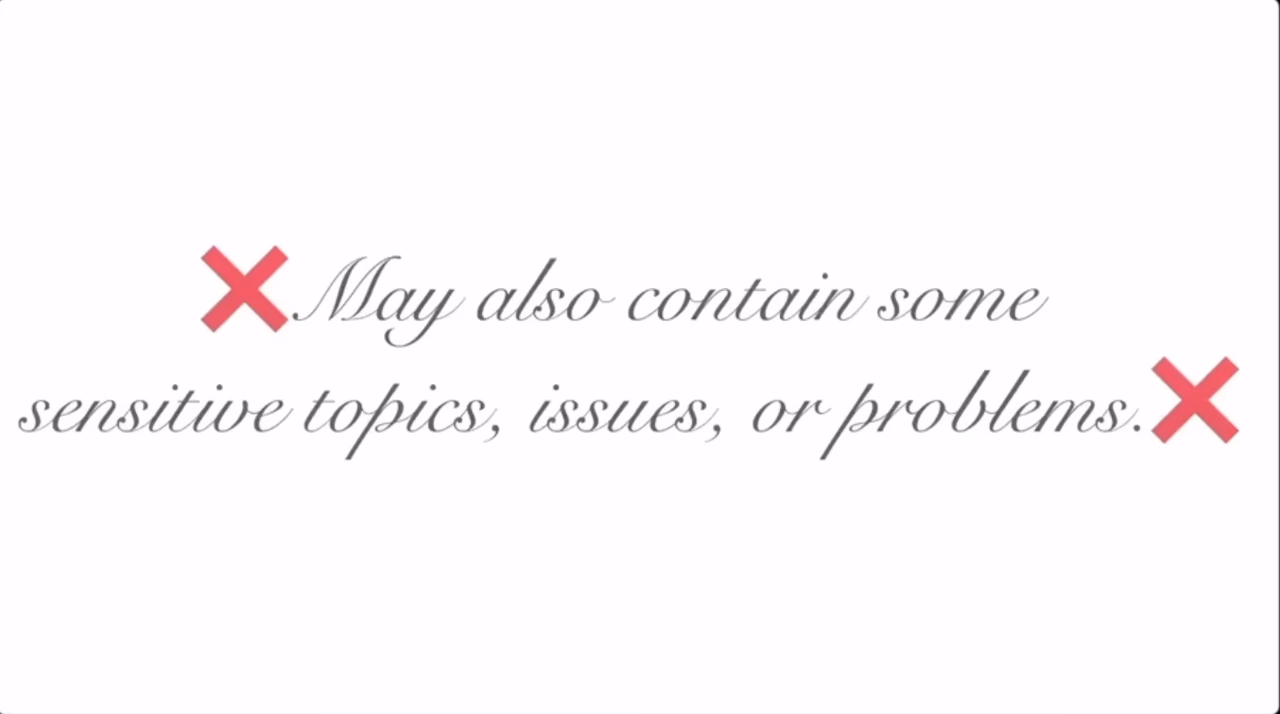 ❌May also contain some
sensitive topics, issues, or problems.❌